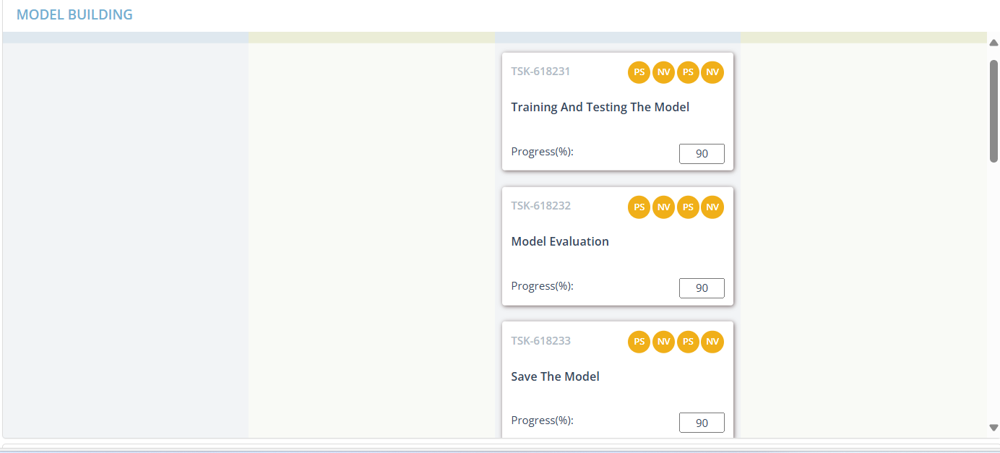 MODEL BUILDING
TSK-618231 PS NV PS NV
Training And Testing The Model
Progress(%): 90
TSK-618232 PS NV PS NV
Model Evaluation
Progress(%): 90
TSK-618233 PS NV PS NV
Save The Model
Progress(%): 90